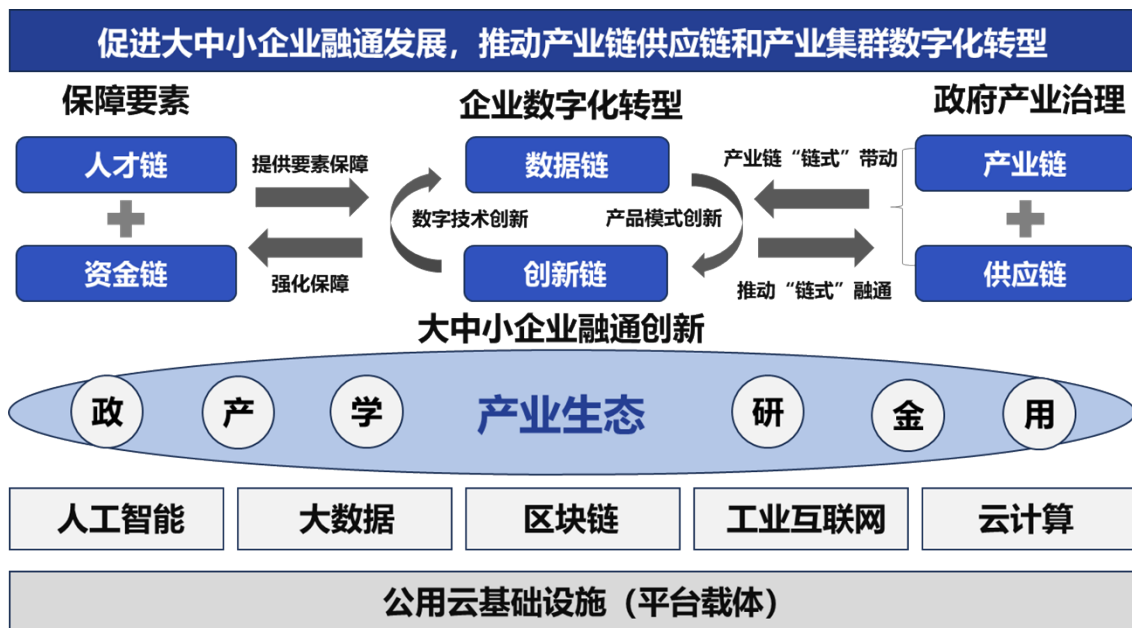 促进大中小企业融通发展，推动产业链供应链和产业集群数字化转型
保障要素
企业数字化转型
政府产业治理
人才链
提供要素保障
数据链
产业链“链式”带动
产业链
数字技术创新
产品模式创新
资金链
强化保障
创新链
推动“链式”融通
供应链
大中小企业融通创新
政
产
学
产业生态
研
金
用
人工智能
大数据
区块链
工业互联网
云计算
公用云基础设施（平台载体）